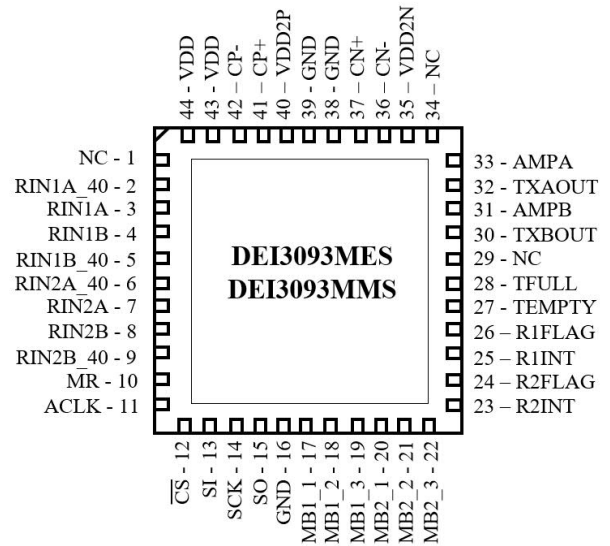 44 - VDD
43 - VDD
42 – CP-
41 – CP+
40 – VDD2P
39 - GND
38 - GND
37 – CN+
36 – CN-
35 – VDD2N
34 – NC
NC - 1
RIN1A_40 - 2
RIN1A - 3
RIN1B - 4
RIN1B_40 - 5
RIN2A_40 - 6
RIN2A - 7
RIN2B - 8
RIN2B_40 - 9
MR - 10
ACLK - 11
DEI3093MES
DEI3093MMS
33 - AMPA
32 - TXAOUT
31 - AMPB
30 - TXBOUT
29 - NC
28 - TFULL
27 - TEMPTY
26 – R1FLAG
25 – R1INT
24 – R2FLAG
23 – R2INT
C̅S̅ - 12
SI - 13
SCK - 14
SO - 15
GND - 16
MB1_1 - 17
MB1_2 - 18
MB1_3 - 19
MB2_1 - 20
MB2_2 - 21
MB2_3 - 22